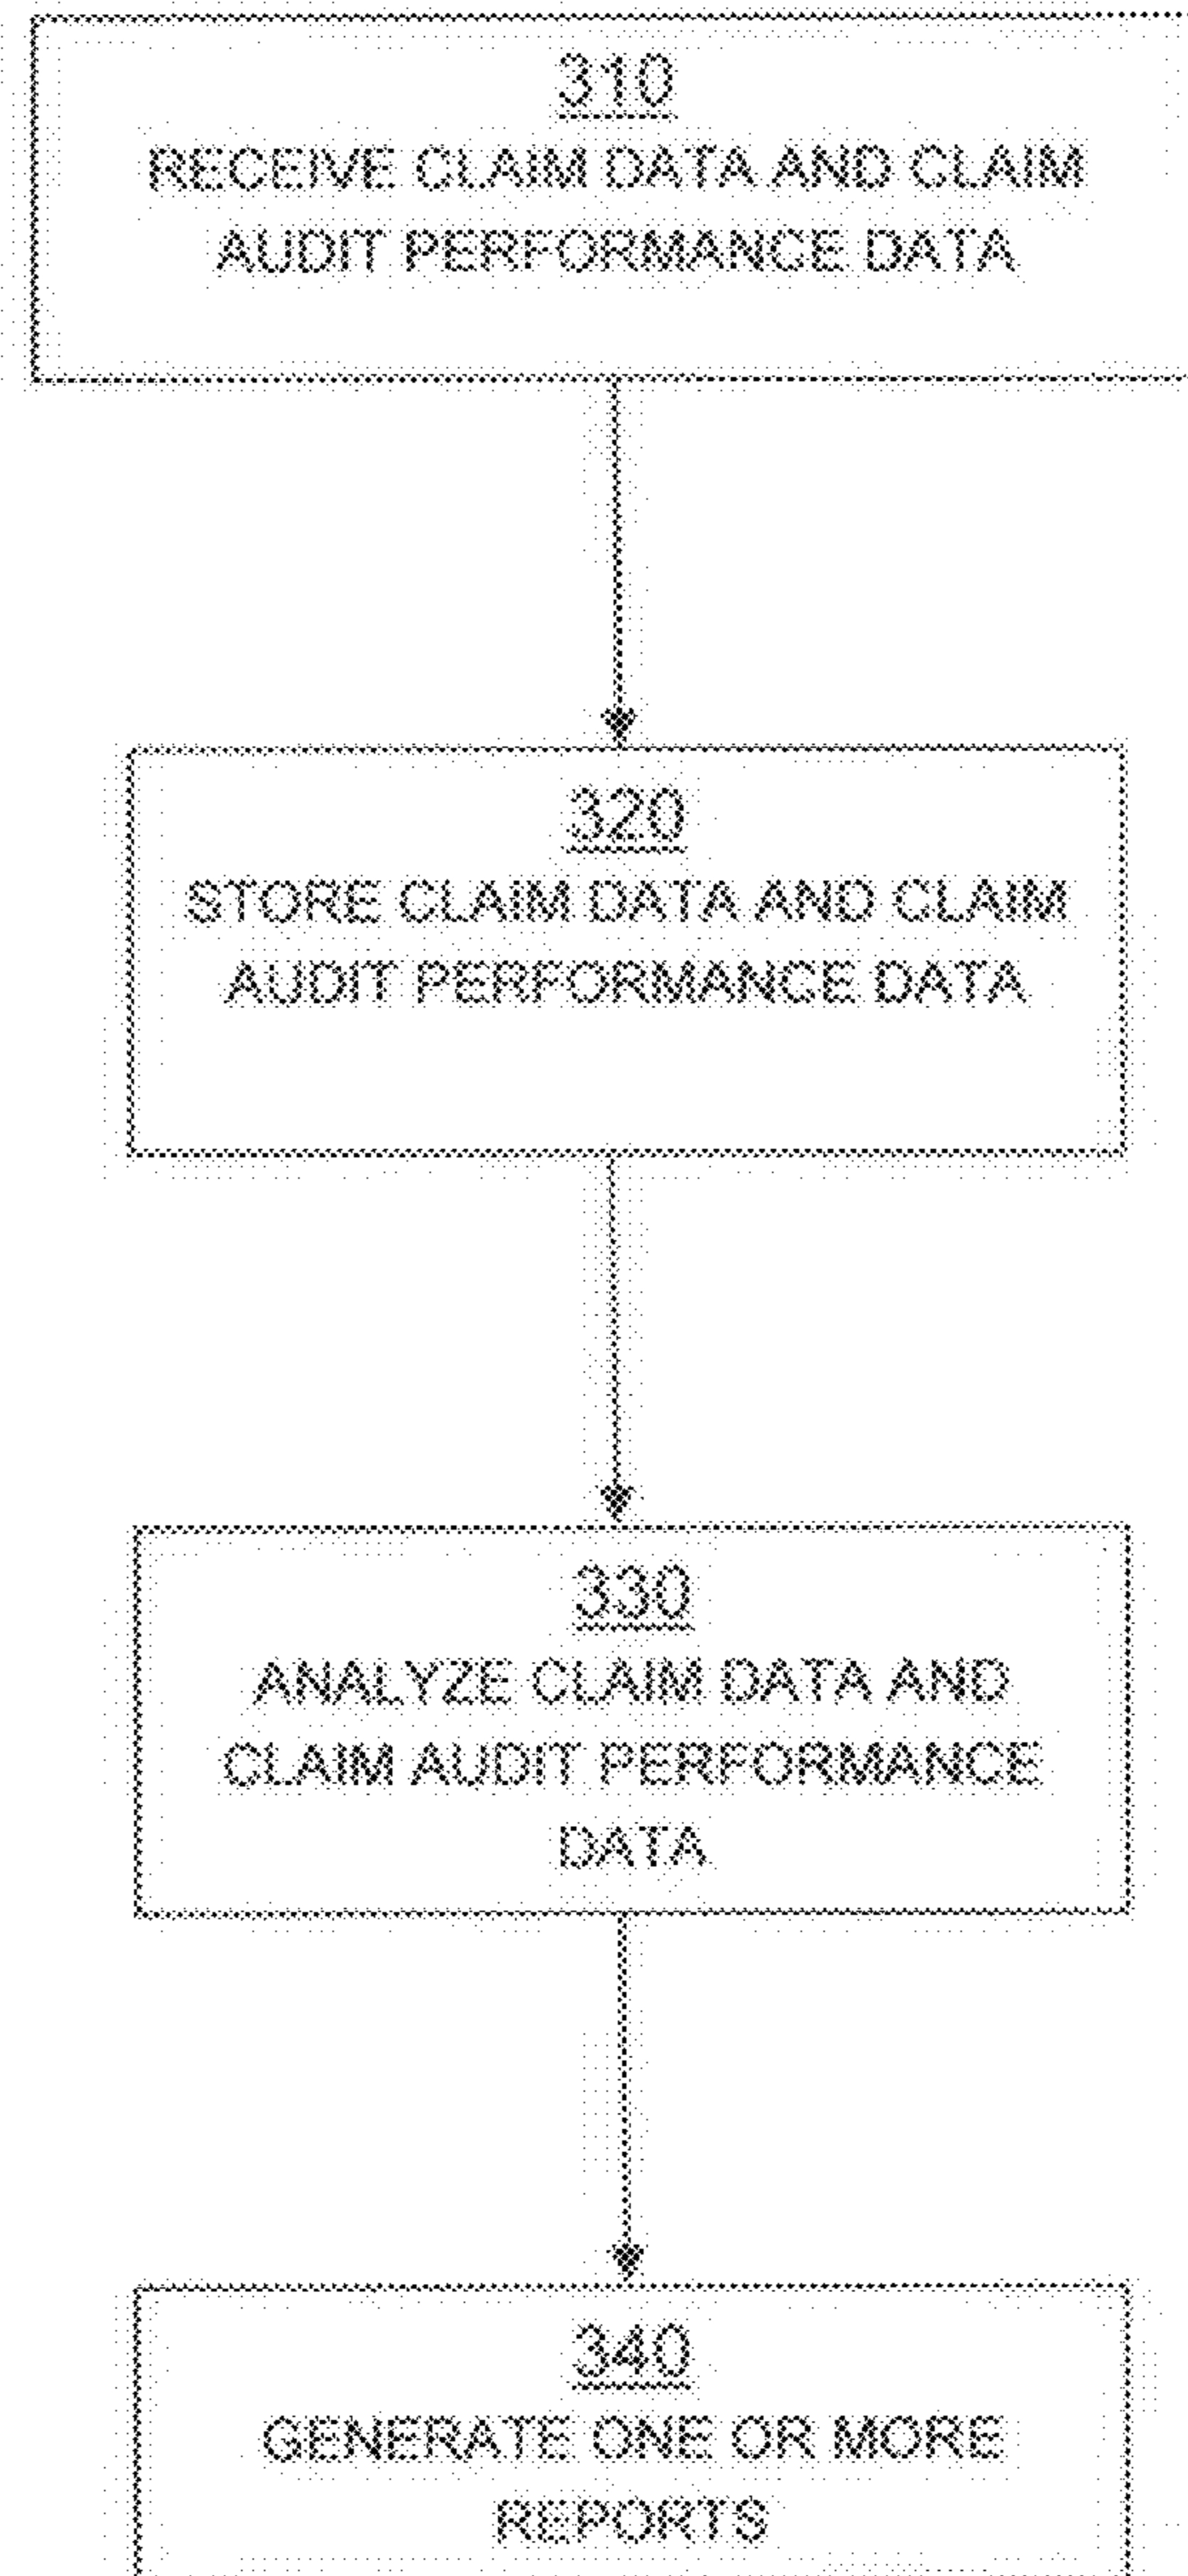 310
RECEIVE CLAIM DATA AND CLAIM
AUDIT PERFORMANCE DATA
320
STORE CLAIM DATA AND CLAIM
AUDIT PERFORMANCE DATA
330
ANALYZE CLAIM DATA AND
CLAIM AUDIT PERFORMANCE
DATA
340
GENERATE ONE OR MORE
REPORTS